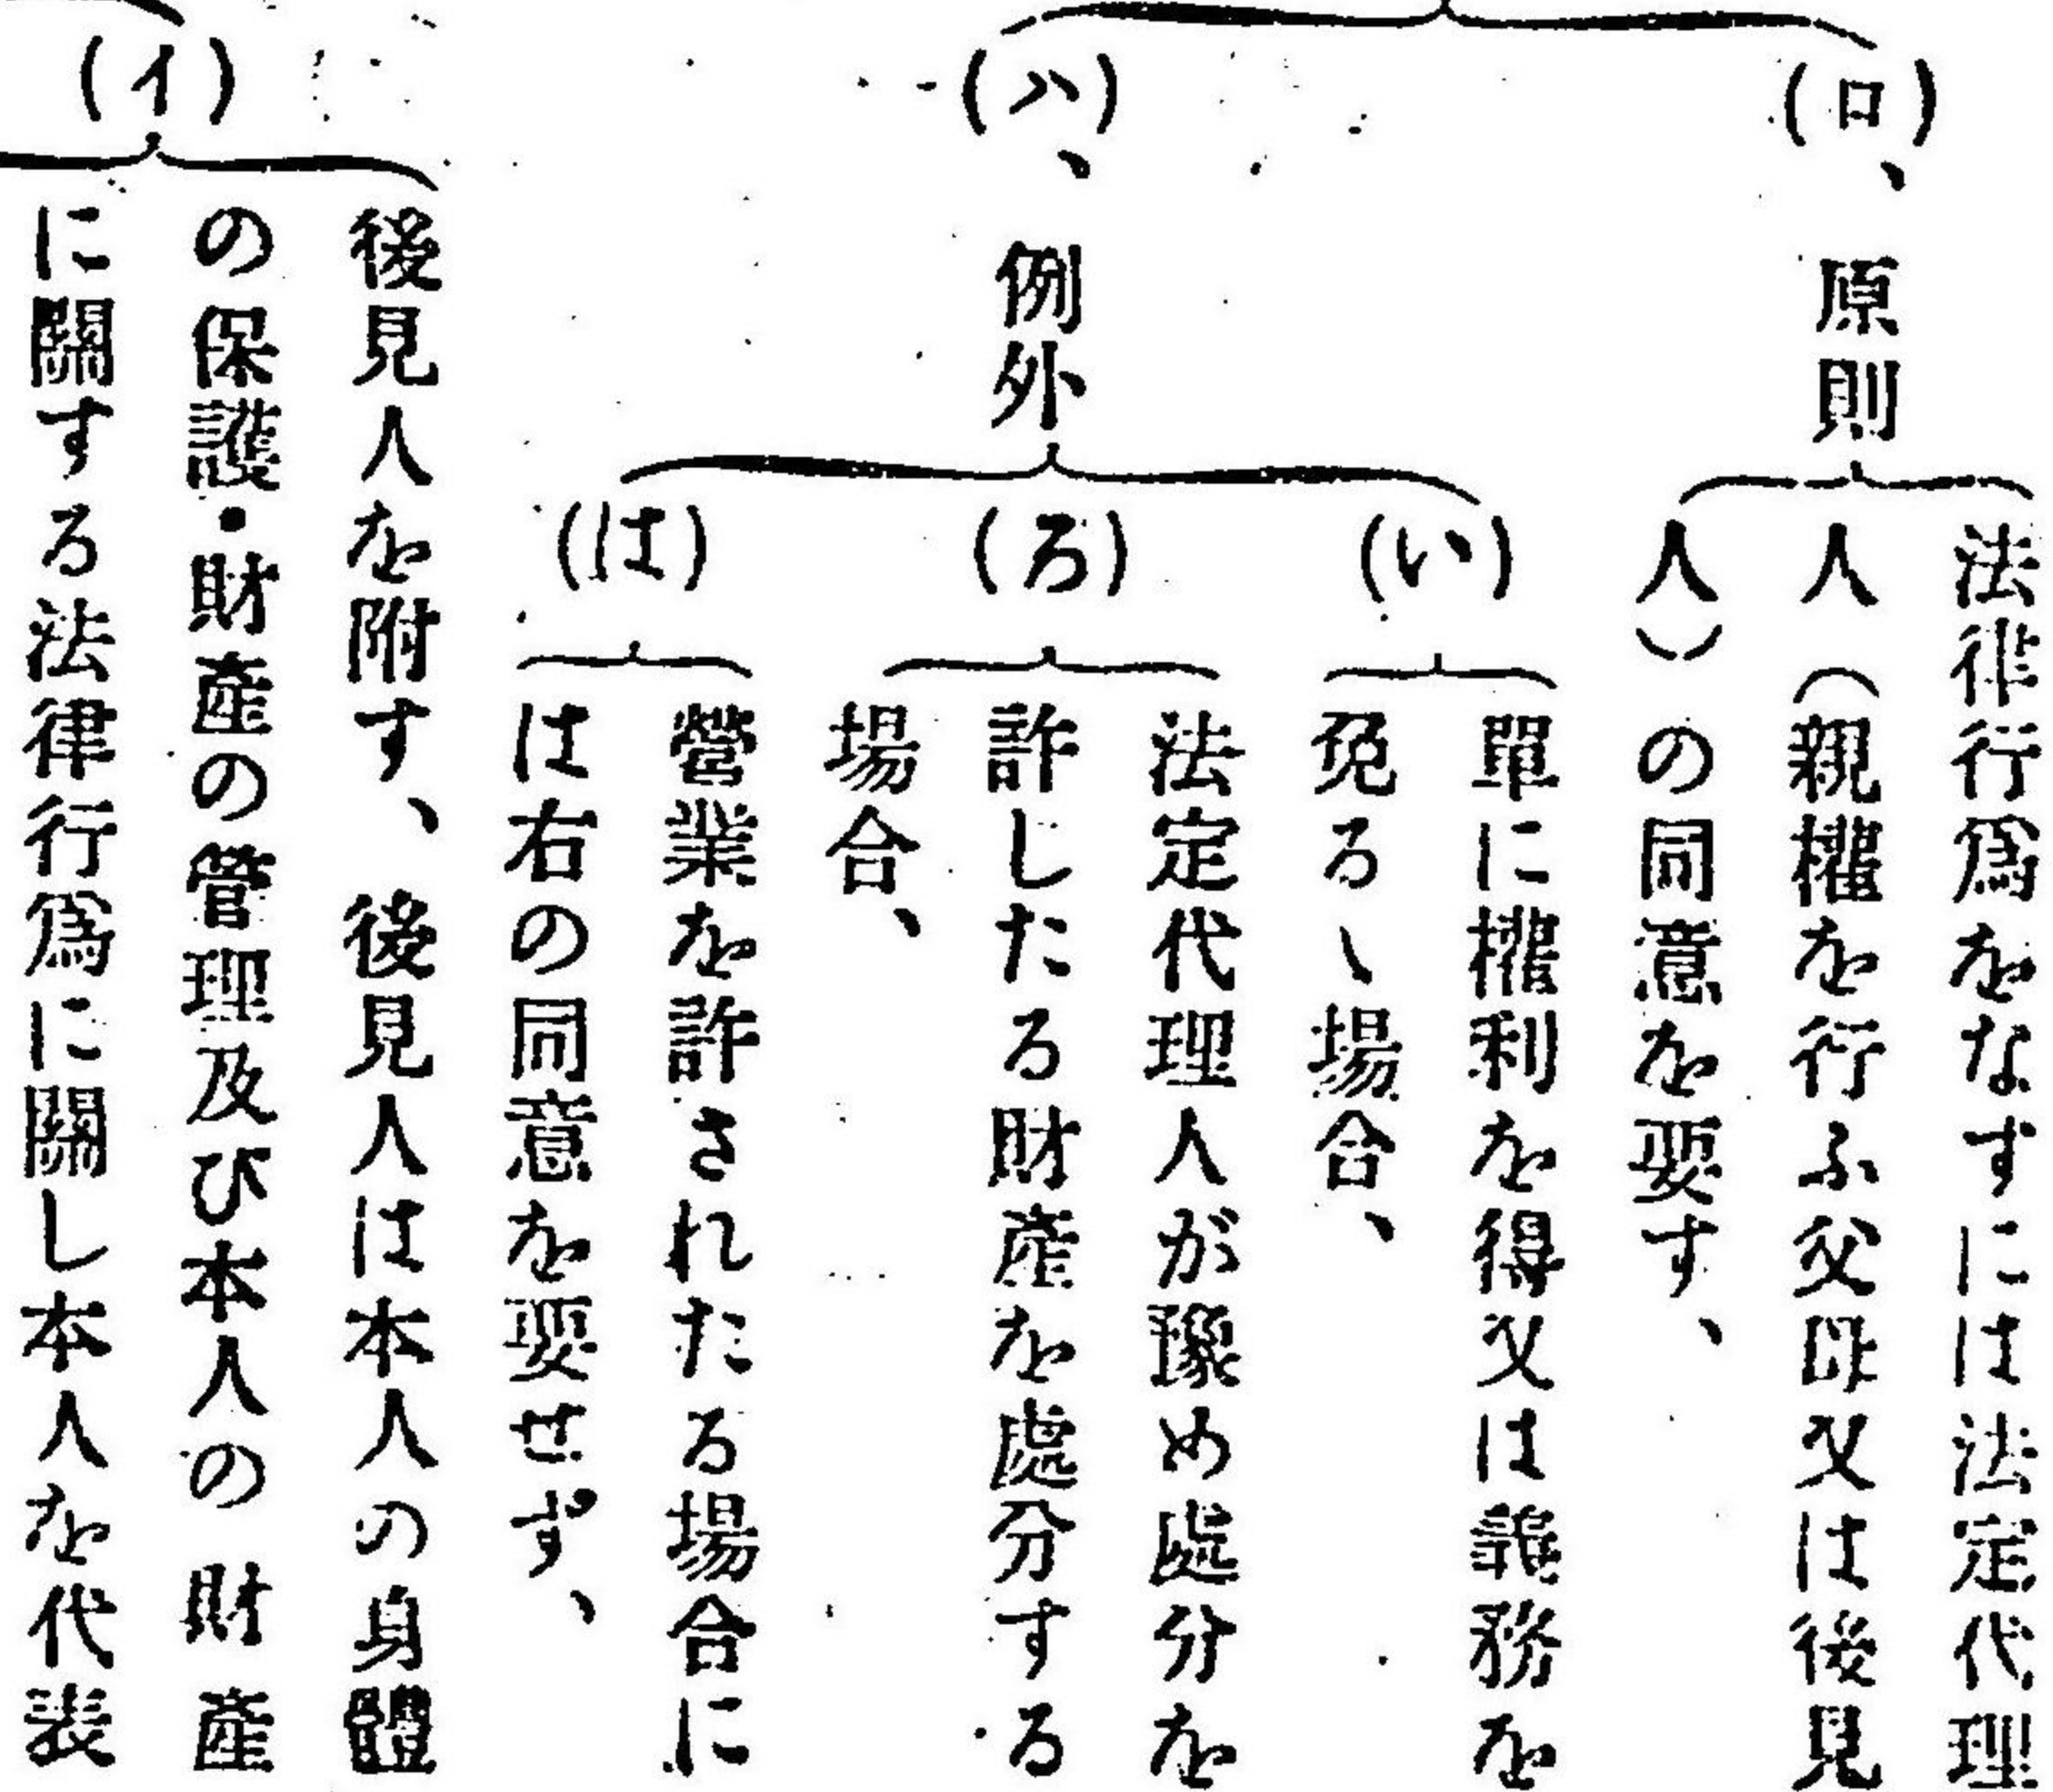 (ロ)、原則
法律行爲をなすには法定代理
人(親權を行ふ父母又は後見
人)の同意を要す、
(ハ)、例外
(い)
單に權利を得又は義務を
免るゝ場合、
(ろ)
法定代理人が豫め處分を
許したる財產を處分する
場合、
(は)
營業を許されたる場合に
は右の同意を要せず、
(イ)
後見人を附す、後見人は本人の身體
の保護・財產の管理及び本人の財產
に關する法律行爲に關し本人を代表